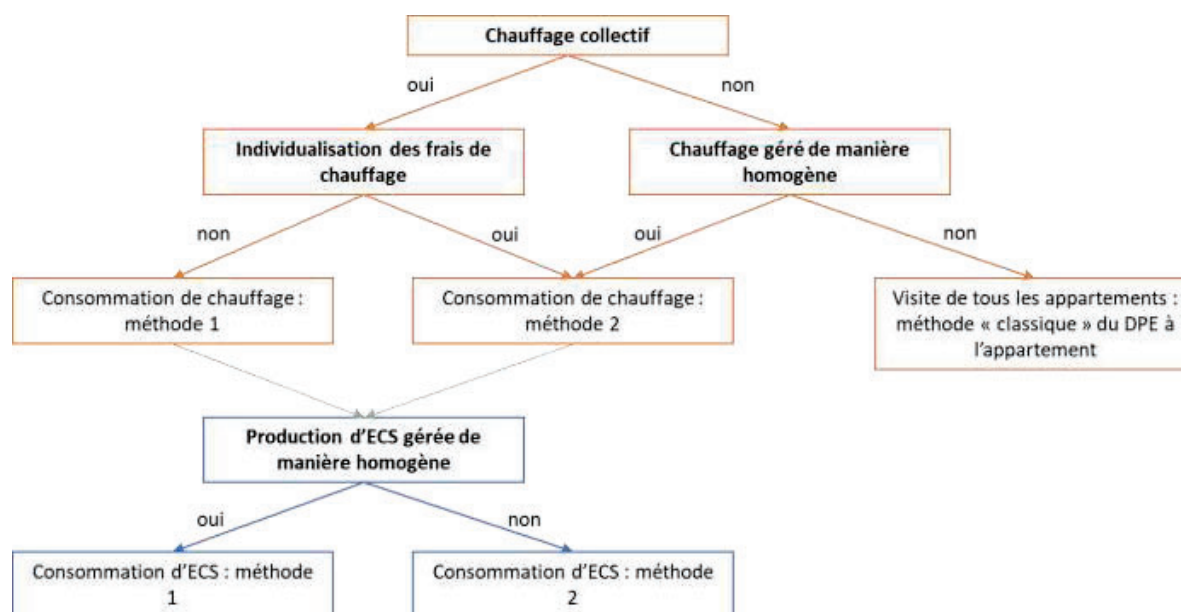 Chauffage collectif
oui
non
Individualisation des frais de
chauffage
Chauffage géré de manière
homogène
non
oui
oui
non
Consommation de chauffage :
méthode 1
Consommation de chauffage :
méthode 2
Visite de tous les appartements :
méthode « classique » du DPE à
l'appartement
Production d'ECS gérée de
manière homogène
oui
non
Consommation d'ECS : méthode
1
Consommation d'ECS : méthode
2